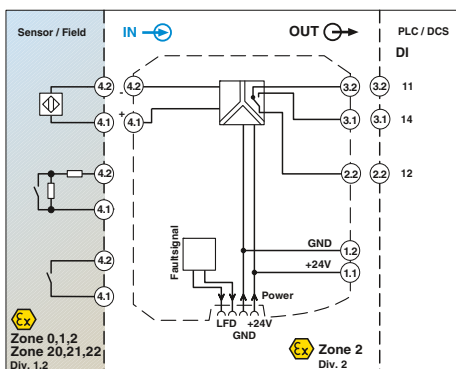 Sensor / Field
IN
OUT
PLC / DCS
DI
4.2
4.2
-
3.2
3.2
11
+
4.1
4.1
3.1
3.1
14
4.2
2.2
2.2
12
4.1
Faultsignal
GND
1.2
+24V
1.1
4.2
4.1
Power
LFD
+24V
GND
Ex
Zone 0,1,2
Zone 20,21,22
Div. 1,2
Ex
Zone 2
Div. 2